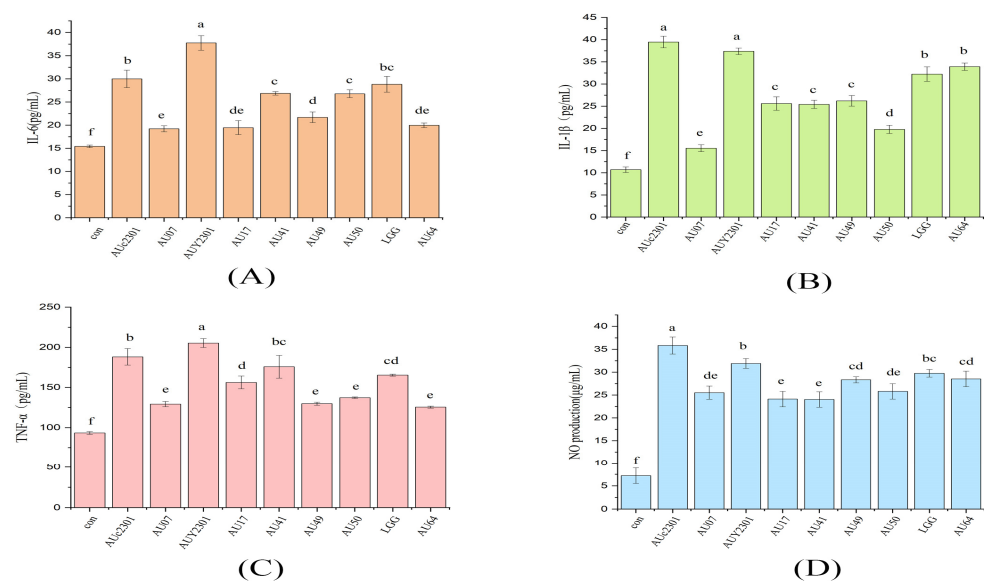 (A)
IL-6(pg/mL)
40
35
30
25
20
15
10
5
0
f
b
e
a
de
c
d
c
bc
de
con
AUc2301
AU07
AUY2301
AU17
AU41
AU49
AU50
LGG
AU64
(B)
IL-1β（pg/mL）
45
40
35
30
25
20
15
10
5
0
f
a
e
a
c
c
c
d
b
b
con
AUc2301
AU07
AUY2301
AU17
AU41
AU49
AU50
LGG
AU64
(C)
TNF-α（pg/mL）
250
200
150
100
50
0
f
b
e
a
d
bc
e
e
cd
e
con
AUc2301
AU07
AUY2301
AU17
AU41
AU49
AU50
LGG
AU64
(D)
NO production(μg/mL)
40
35
30
25
20
15
10
5
0
f
a
de
b
e
e
cd
de
bc
cd
con
AUc2301
AU07
AUY2301
AU17
AU41
AU49
AU50
LGG
AU64